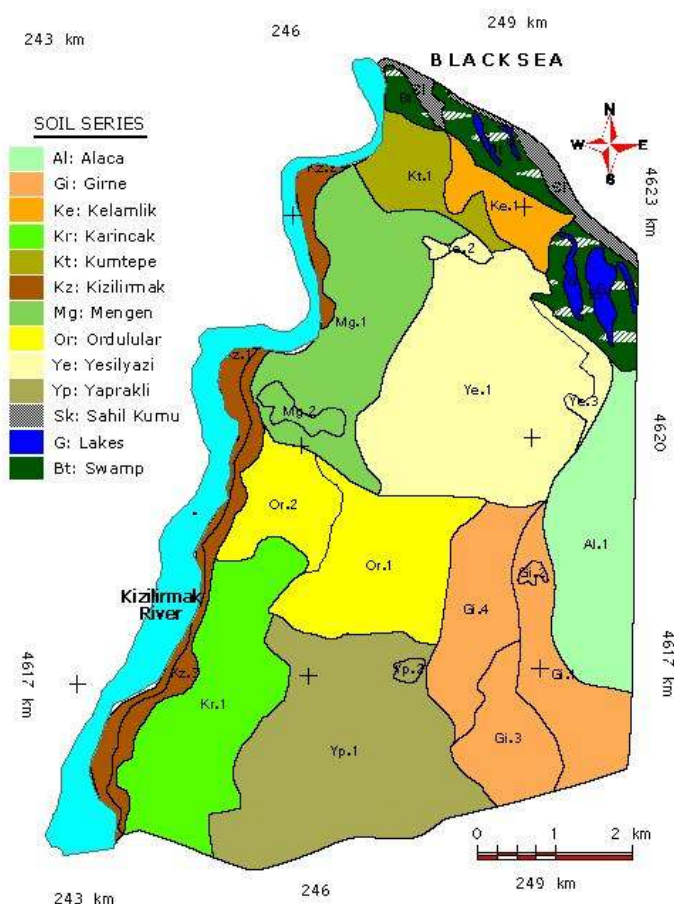 243 km
246
249 km
BLACK SEA
SOIL SERIES
Al: Alaca
Gi: Girne
Ke: Kelamlik
Kr: Karincak
Kt: Kumtepe
Kz: Kizilirmak
Mg: Mengen
Or: Ordulular
Ye: Yesilyazi
Yp: Yaprakli
Sk: Sahil Kumu
G: Lakes
Bt: Swamp
N
W E
S
4623 km
4620
4617 km
4617 km
Kt.1
Ke.1
Mg.1
Ye.1
Ye.3
Mg.2
Or.2
Or.1
Al.1
Gi.4
Gi.1
Kizilirmak
River
Kr.1
Yp.2
Yp.1
Gi.3
0 1 2 km
243 km
246
249 km